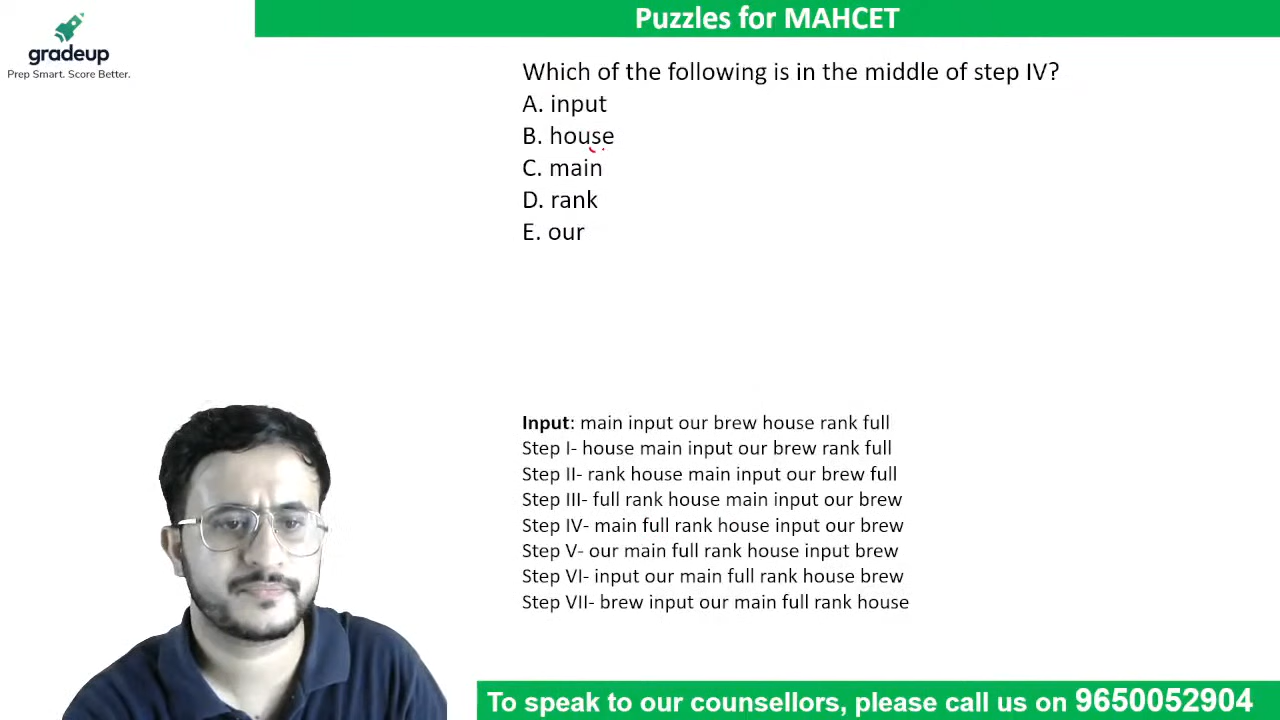 gradeup
Prep Smart. Score Better.
Puzzles for MAHCET
Which of the following is in the middle of step IV?
A. input
B. house
C. main
D. rank
E. our
Input: main input our brew house rank full
Step I- house main input our brew rank full
Step II- rank house main input our brew full
Step III- full rank house main input our brew
Step IV- main full rank house input our brew
Step V- our main full rank house input brew
Step VI- input our main full rank house brew
Step VII- brew input our main full rank house
To speak to our counsellors, please call us on 9650052904